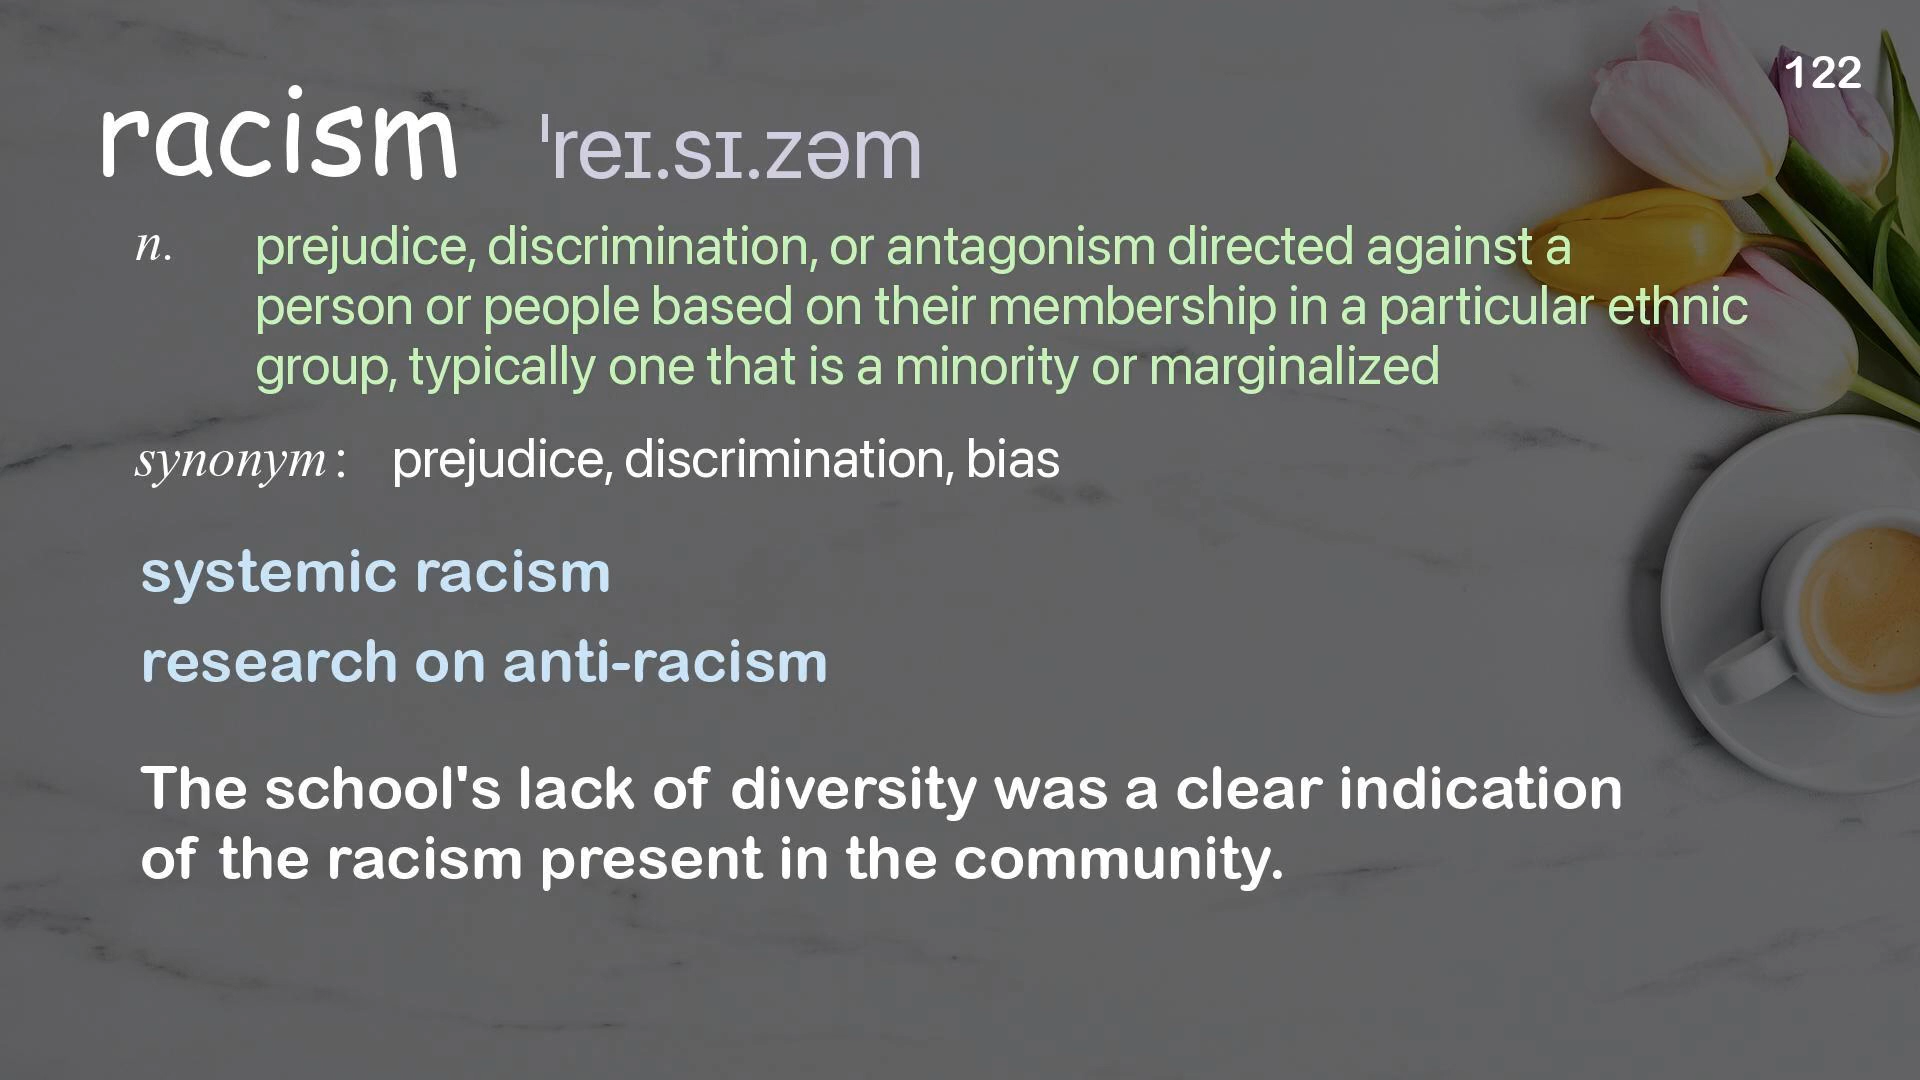 122
racism ˈreɪ.sɪ.zəm
n. prejudice, discrimination, or antagonism directed against a
person or people based on their membership in a particular ethnic
group, typically one that is a minority or marginalized
synonym: prejudice, discrimination, bias
systemic racism
research on anti-racism
The school's lack of diversity was a clear indication
of the racism present in the community.